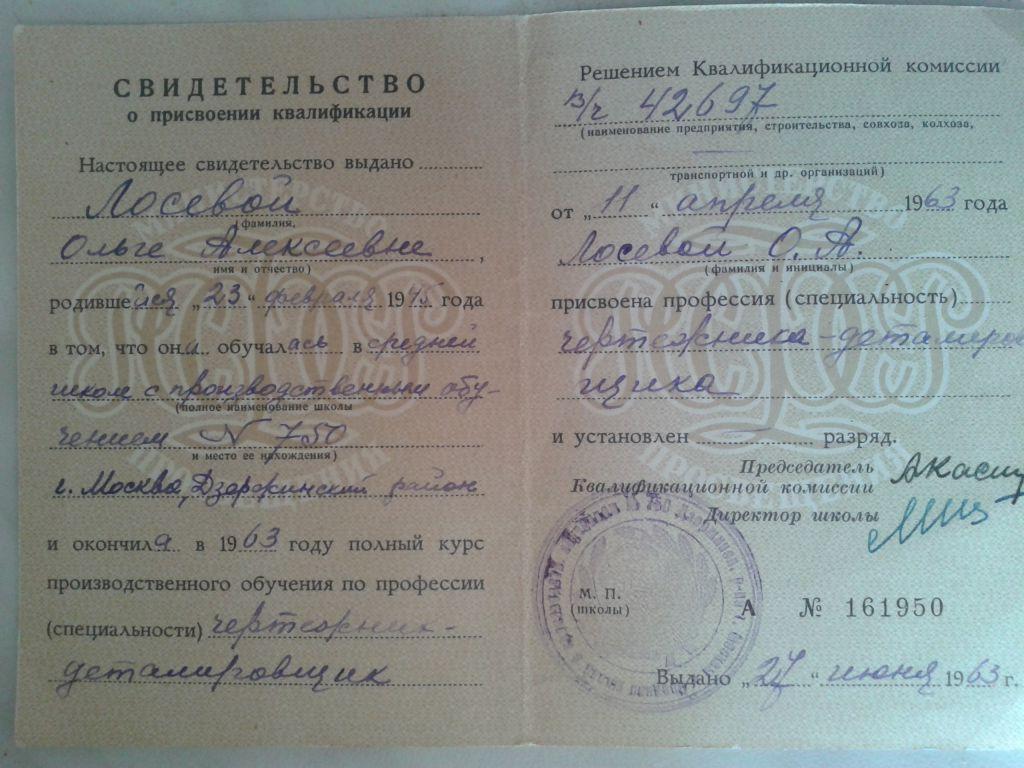 СВИДЕТЕЛЬСТВО
о присвоении квалификации
Настоящее свидетельство выдано
Лосевой
(фамилия,
Ольге Алексеевне,
имя и отчество)
родившейся „23“ февраля 1945 года
в том, что она обучалась в средней
школе с производственным обу-
(полное наименование школы
чением N 750
и место ее нахождения)
г. Москва, Дзержинский район
и окончила в 1963 году полный курс
производственного обучения по профессии
(специальности) чертежник-
деталировщик
Решением Квалификационной комиссии
в/ч 42697
(наименование предприятия, строительства, совхоза, колхоза,
транспортной и др. организаций)
от „11“ апреля 1963 года
Лосевой О. А.
(фамилия и инициалы)
присвоена профессия (специальность)
чертежника-деталиров
щика
и установлен — разряд.
Председатель
Квалификационной комиссии
Директор школы
М. П.
(школы)
А № 161950
Выдано „27“ июня 1963 г.